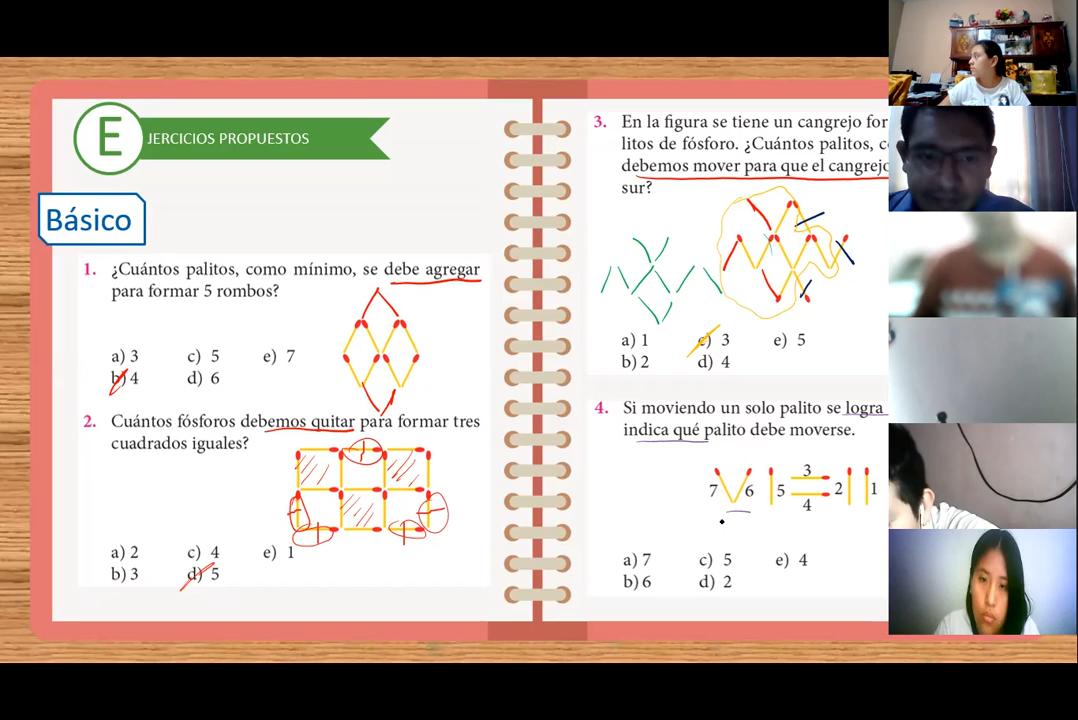 E
JERCICIOS PROPUESTOS
Básico
1. ¿Cuántos palitos, como mínimo, se debe agregar
para formar 5 rombos?
a) 3 c) 5 e) 7
b) 4 d) 6
2. Cuántos fósforos debemos quitar para formar tres
cuadrados iguales?
a) 2 c) 4 e) 1
b) 3 d) 5
3. En la figura se tiene un cangrejo for
litos de fósforo. ¿Cuántos palitos, c
debemos mover para que el cangrejo
sur?
a) 1 c) 3 e) 5
b) 2 d) 4
4. Si moviendo un solo palito se logra
indica qué palito debe moverse.
7 6 5 3 4 2 1
a) 7 c) 5 e) 4
b) 6 d) 2